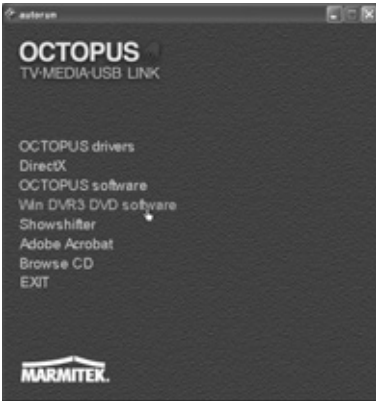 autorun
OCTOPUS
TV-MEDIA-USB LINK
OCTOPUS drivers
DirectX
OCTOPUS software
Win DVR3 DVD software
Showshifter
Adobe Acrobat
Browse CD
EXIT
MARMITEK.